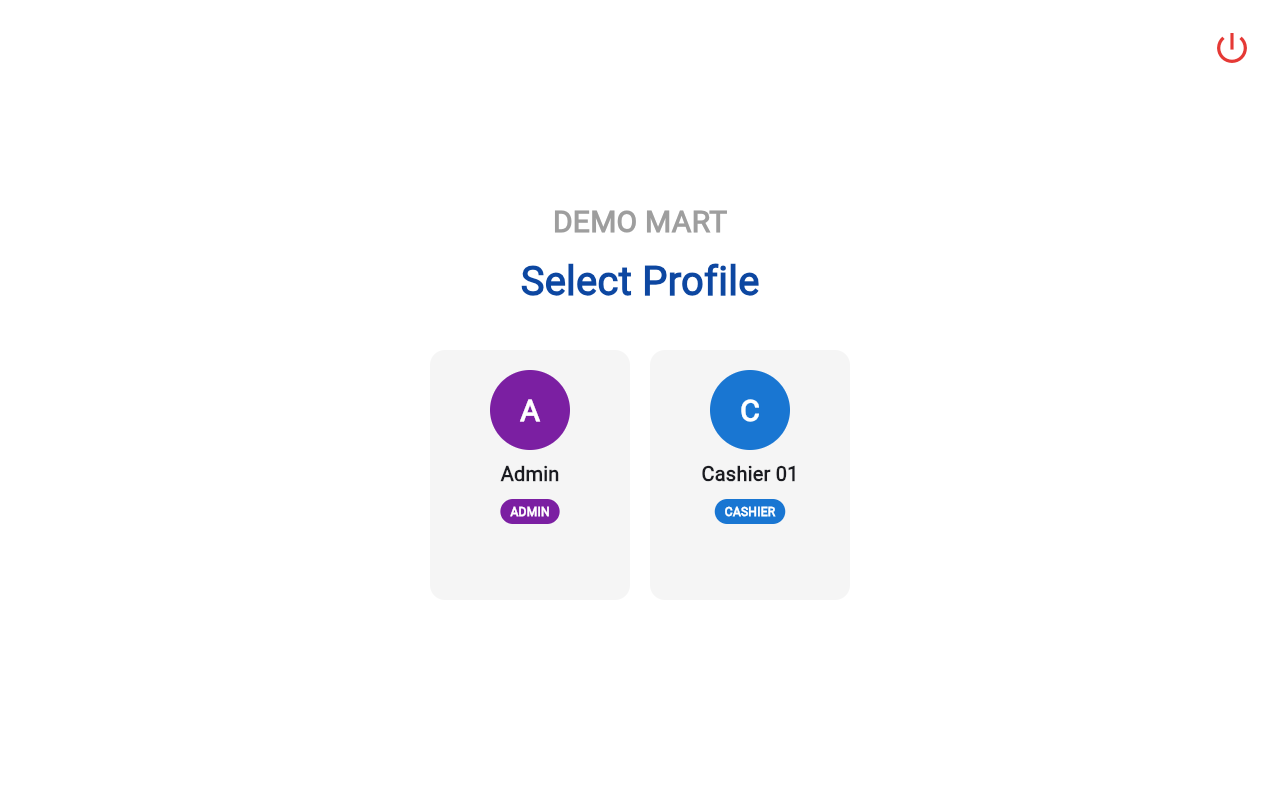 DEMO MART
Select Profile
A
C
Admin
Cashier 01
ADMIN
CASHIER